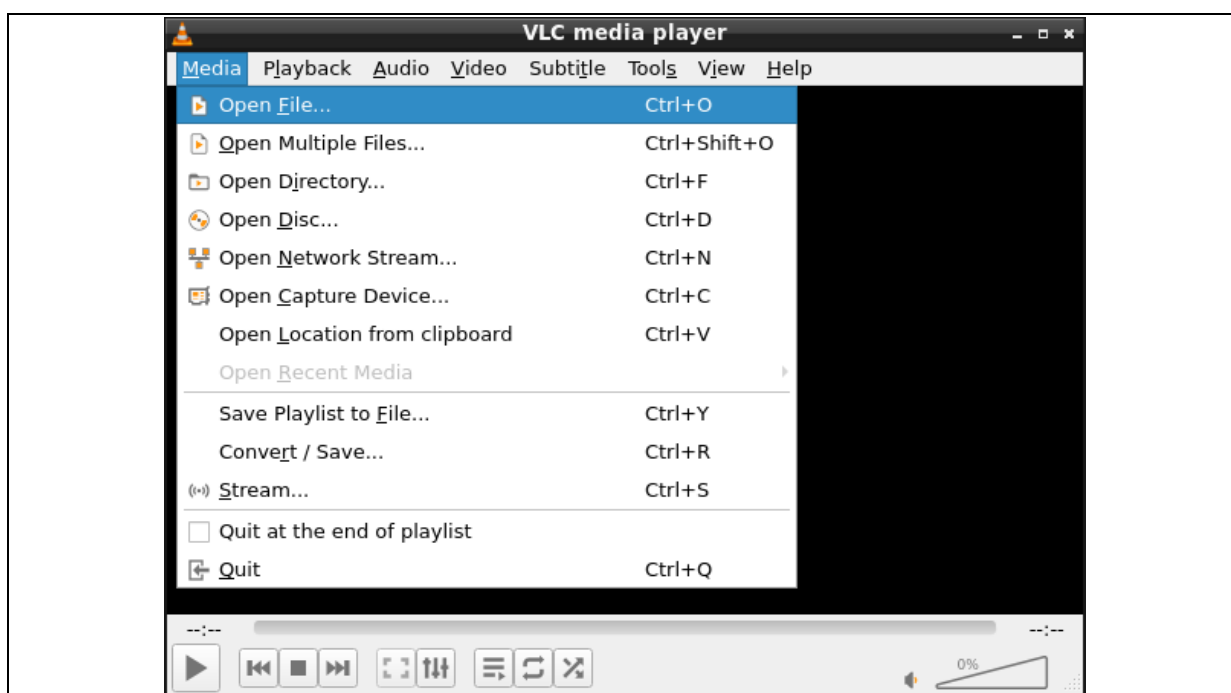 VLC media player
Media Playback Audio Video Subtitle Tools View Help
Open File... Ctrl+O
Open Multiple Files... Ctrl+Shift+O
Open Directory... Ctrl+F
Open Disc... Ctrl+D
Open Network Stream... Ctrl+N
Open Capture Device... Ctrl+C
Open Location from clipboard Ctrl+V
Open Recent Media
Save Playlist to File... Ctrl+Y
Convert / Save... Ctrl+R
Stream... Ctrl+S
Quit at the end of playlist
Quit Ctrl+Q
--:-- --:--
0%